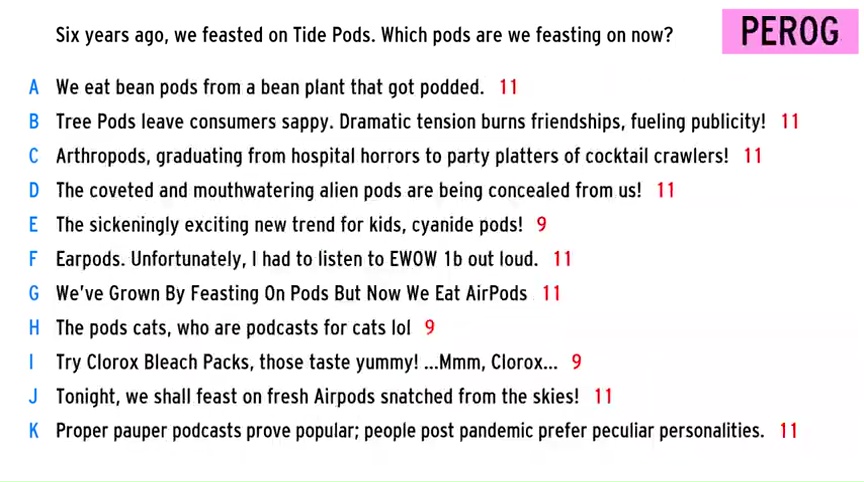 Six years ago, we feasted on Tide Pods. Which pods are we feasting on now?
PEROG
A We eat bean pods from a bean plant that got podded. 11
B Tree Pods leave consumers sappy. Dramatic tension burns friendships, fueling publicity! 11
C Arthropods, graduating from hospital horrors to party platters of cocktail crawlers! 11
D The coveted and mouthwatering alien pods are being concealed from us! 11
E The sickeningly exciting new trend for kids, cyanide pods! 9
F Earpods. Unfortunately, I had to listen to EWOW 1b out loud. 11
G We've Grown By Feasting On Pods But Now We Eat AirPods 11
H The pods cats, who are podcasts for cats lol 9
I Try Clorox Bleach Packs, those taste yummy! ...Mmm, Clorox... 9
J Tonight, we shall feast on fresh Airpods snatched from the skies! 11
K Proper pauper podcasts prove popular; people post pandemic prefer peculiar personalities. 11